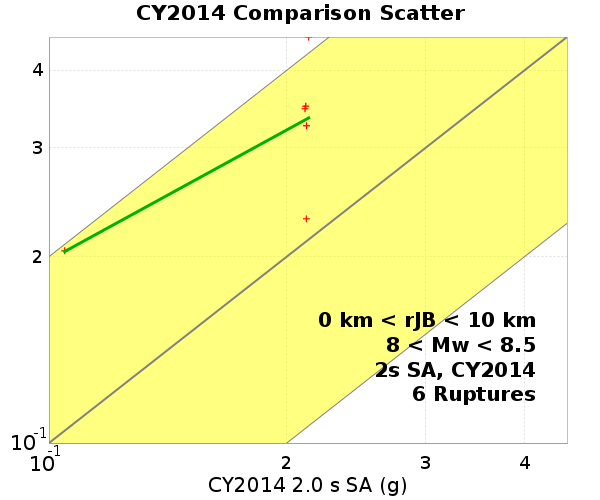 CY2014 Comparison Scatter
4
3
2
10-1
0 km < rJB < 10 km
8 < Mw < 8.5
2s SA, CY2014
6 Ruptures
10-1 2 3 4
CY2014 2.0 s SA (g)